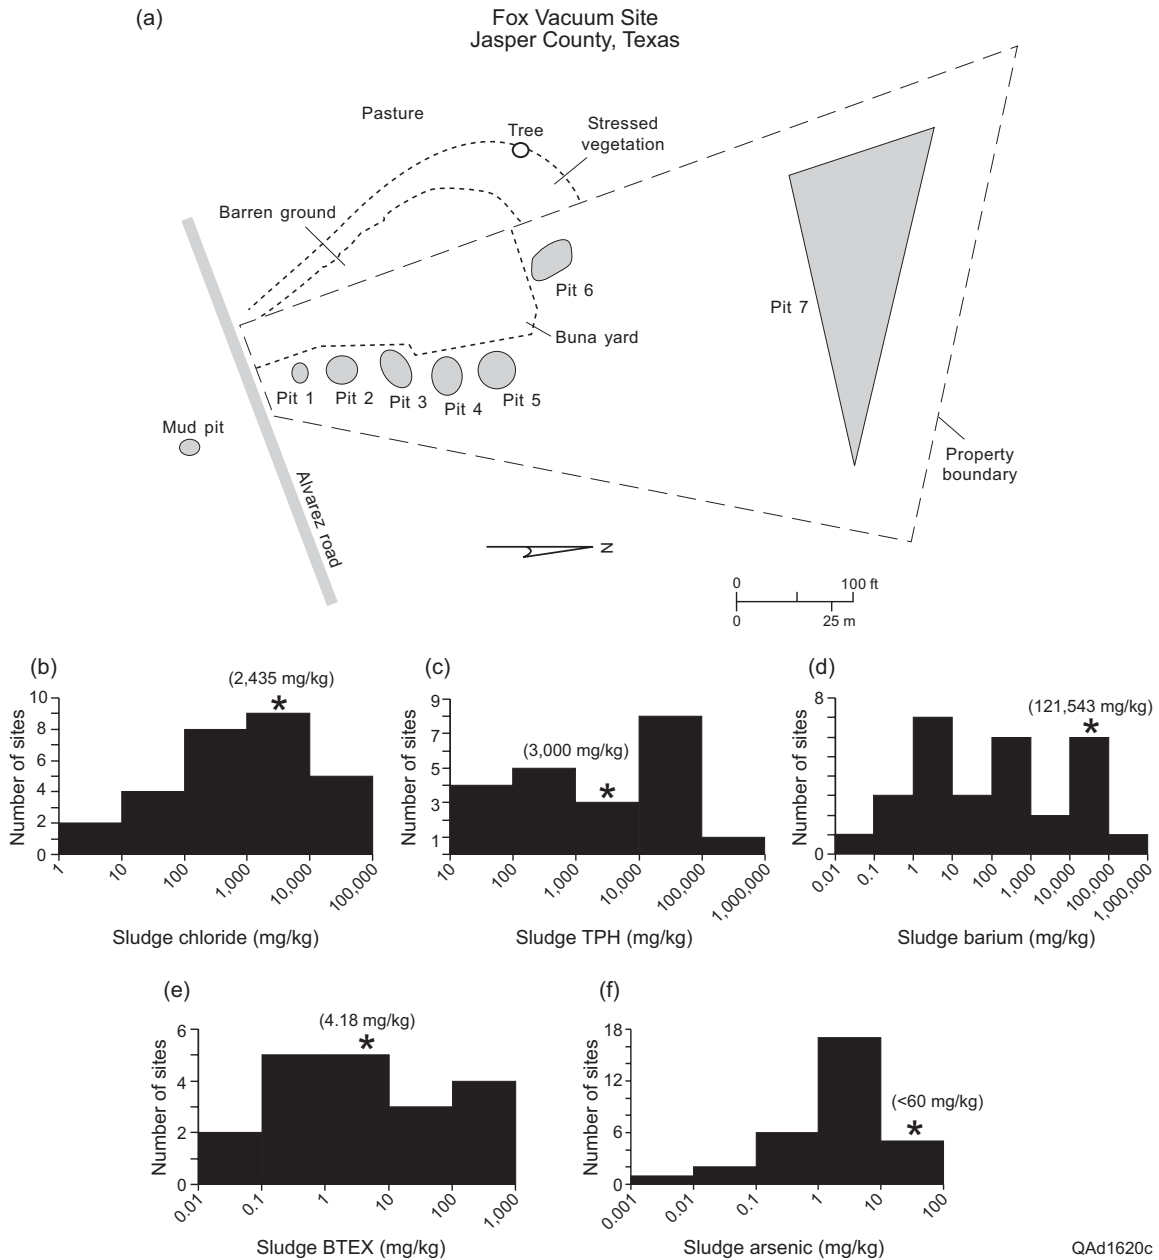 (a)
Fox Vacuum Site
Jasper County, Texas
Pasture
Tree
Stressed
vegetation
Barren ground
Pit 6
Pit 7
Buna yard
Pit 1
Pit 2
Pit 3
Pit 4
Pit 5
Mud pit
Property
boundary
Alvarez road
N
0
100 ft
0
25 m
(b)
(2,435 mg/kg)
*
Number of sites
10
8
6
4
2
0
1
10
100
1,000
10,000
100,000
Sludge chloride (mg/kg)
(c)
(3,000 mg/kg)
*
Number of sites
9
7
5
3
1
10
100
1,000
10,000
100,000
1,000,000
Sludge TPH (mg/kg)
(d)
(121,543 mg/kg)
*
Number of sites
8
4
0
0.01
0.1
1
10
100
1,000
10,000
100,000
1,000,000
Sludge barium (mg/kg)
(e)
(4.18 mg/kg)
*
Number of sites
6
4
2
0
0.01
0.1
1
10
100
1,000
Sludge BTEX (mg/kg)
(f)
(<60 mg/kg)
*
Number of sites
18
12
6
0
0.001
0.01
0.1
1
10
100
Sludge arsenic (mg/kg)
QAd1620c